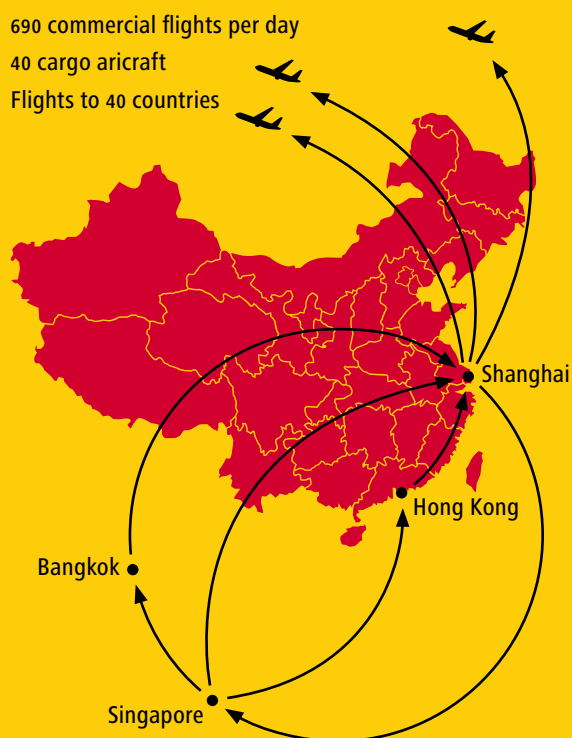 690 commercial flights per day
40 cargo aricraft
Flights to 40 countries
Shanghai
Hong Kong
Bangkok
Singapore